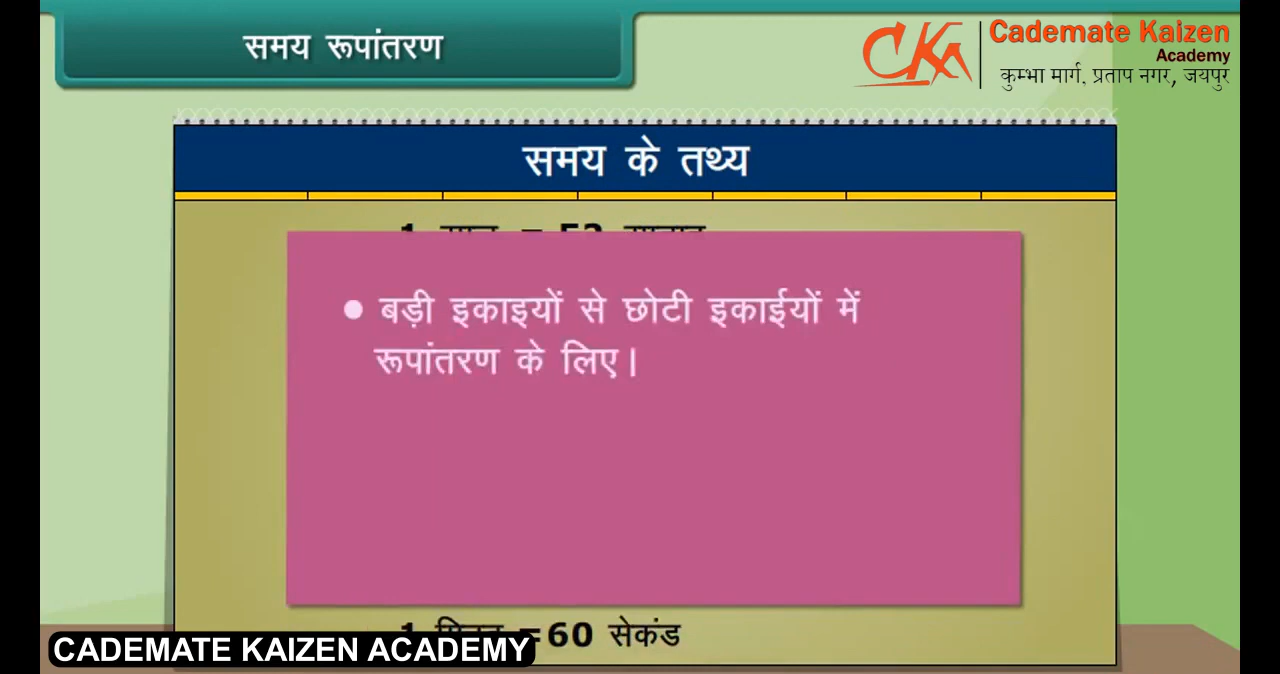 समय रूपांतरण
CKA
Cademate Kaizen
Academy
कुम्भा मार्ग, प्रताप नगर, जयपुर
समय के तथ्य
● बड़ी इकाइयों से छोटी इकाईयों में
रूपांतरण के लिए।
=60 सेकंड
CADEMATE KAIZEN ACADEMY